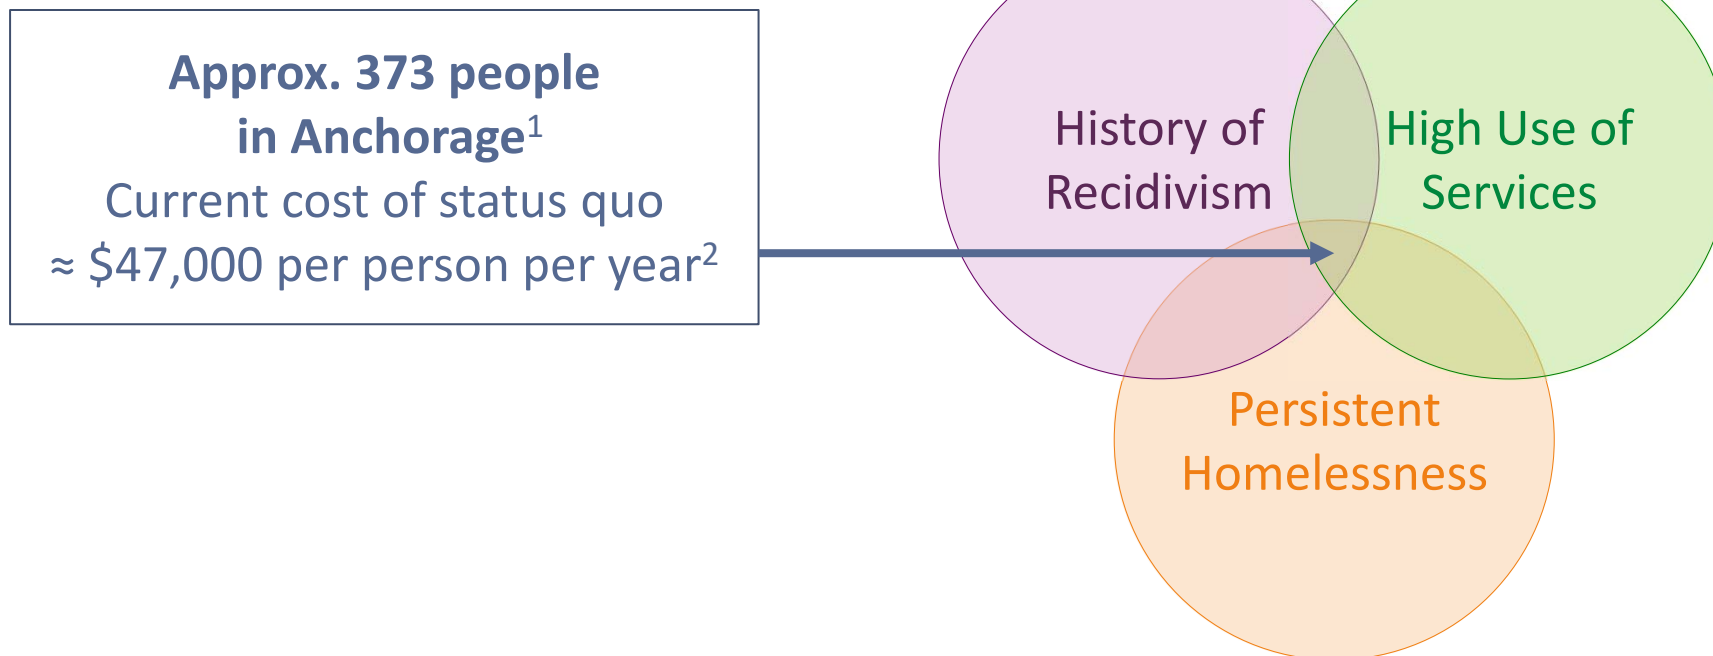 Approx. 373 people
in Anchorage¹
Current cost of status quo
≈ $47,000 per person per year²
History of
Recidivism
High Use of
Services
Persistent
Homelessness